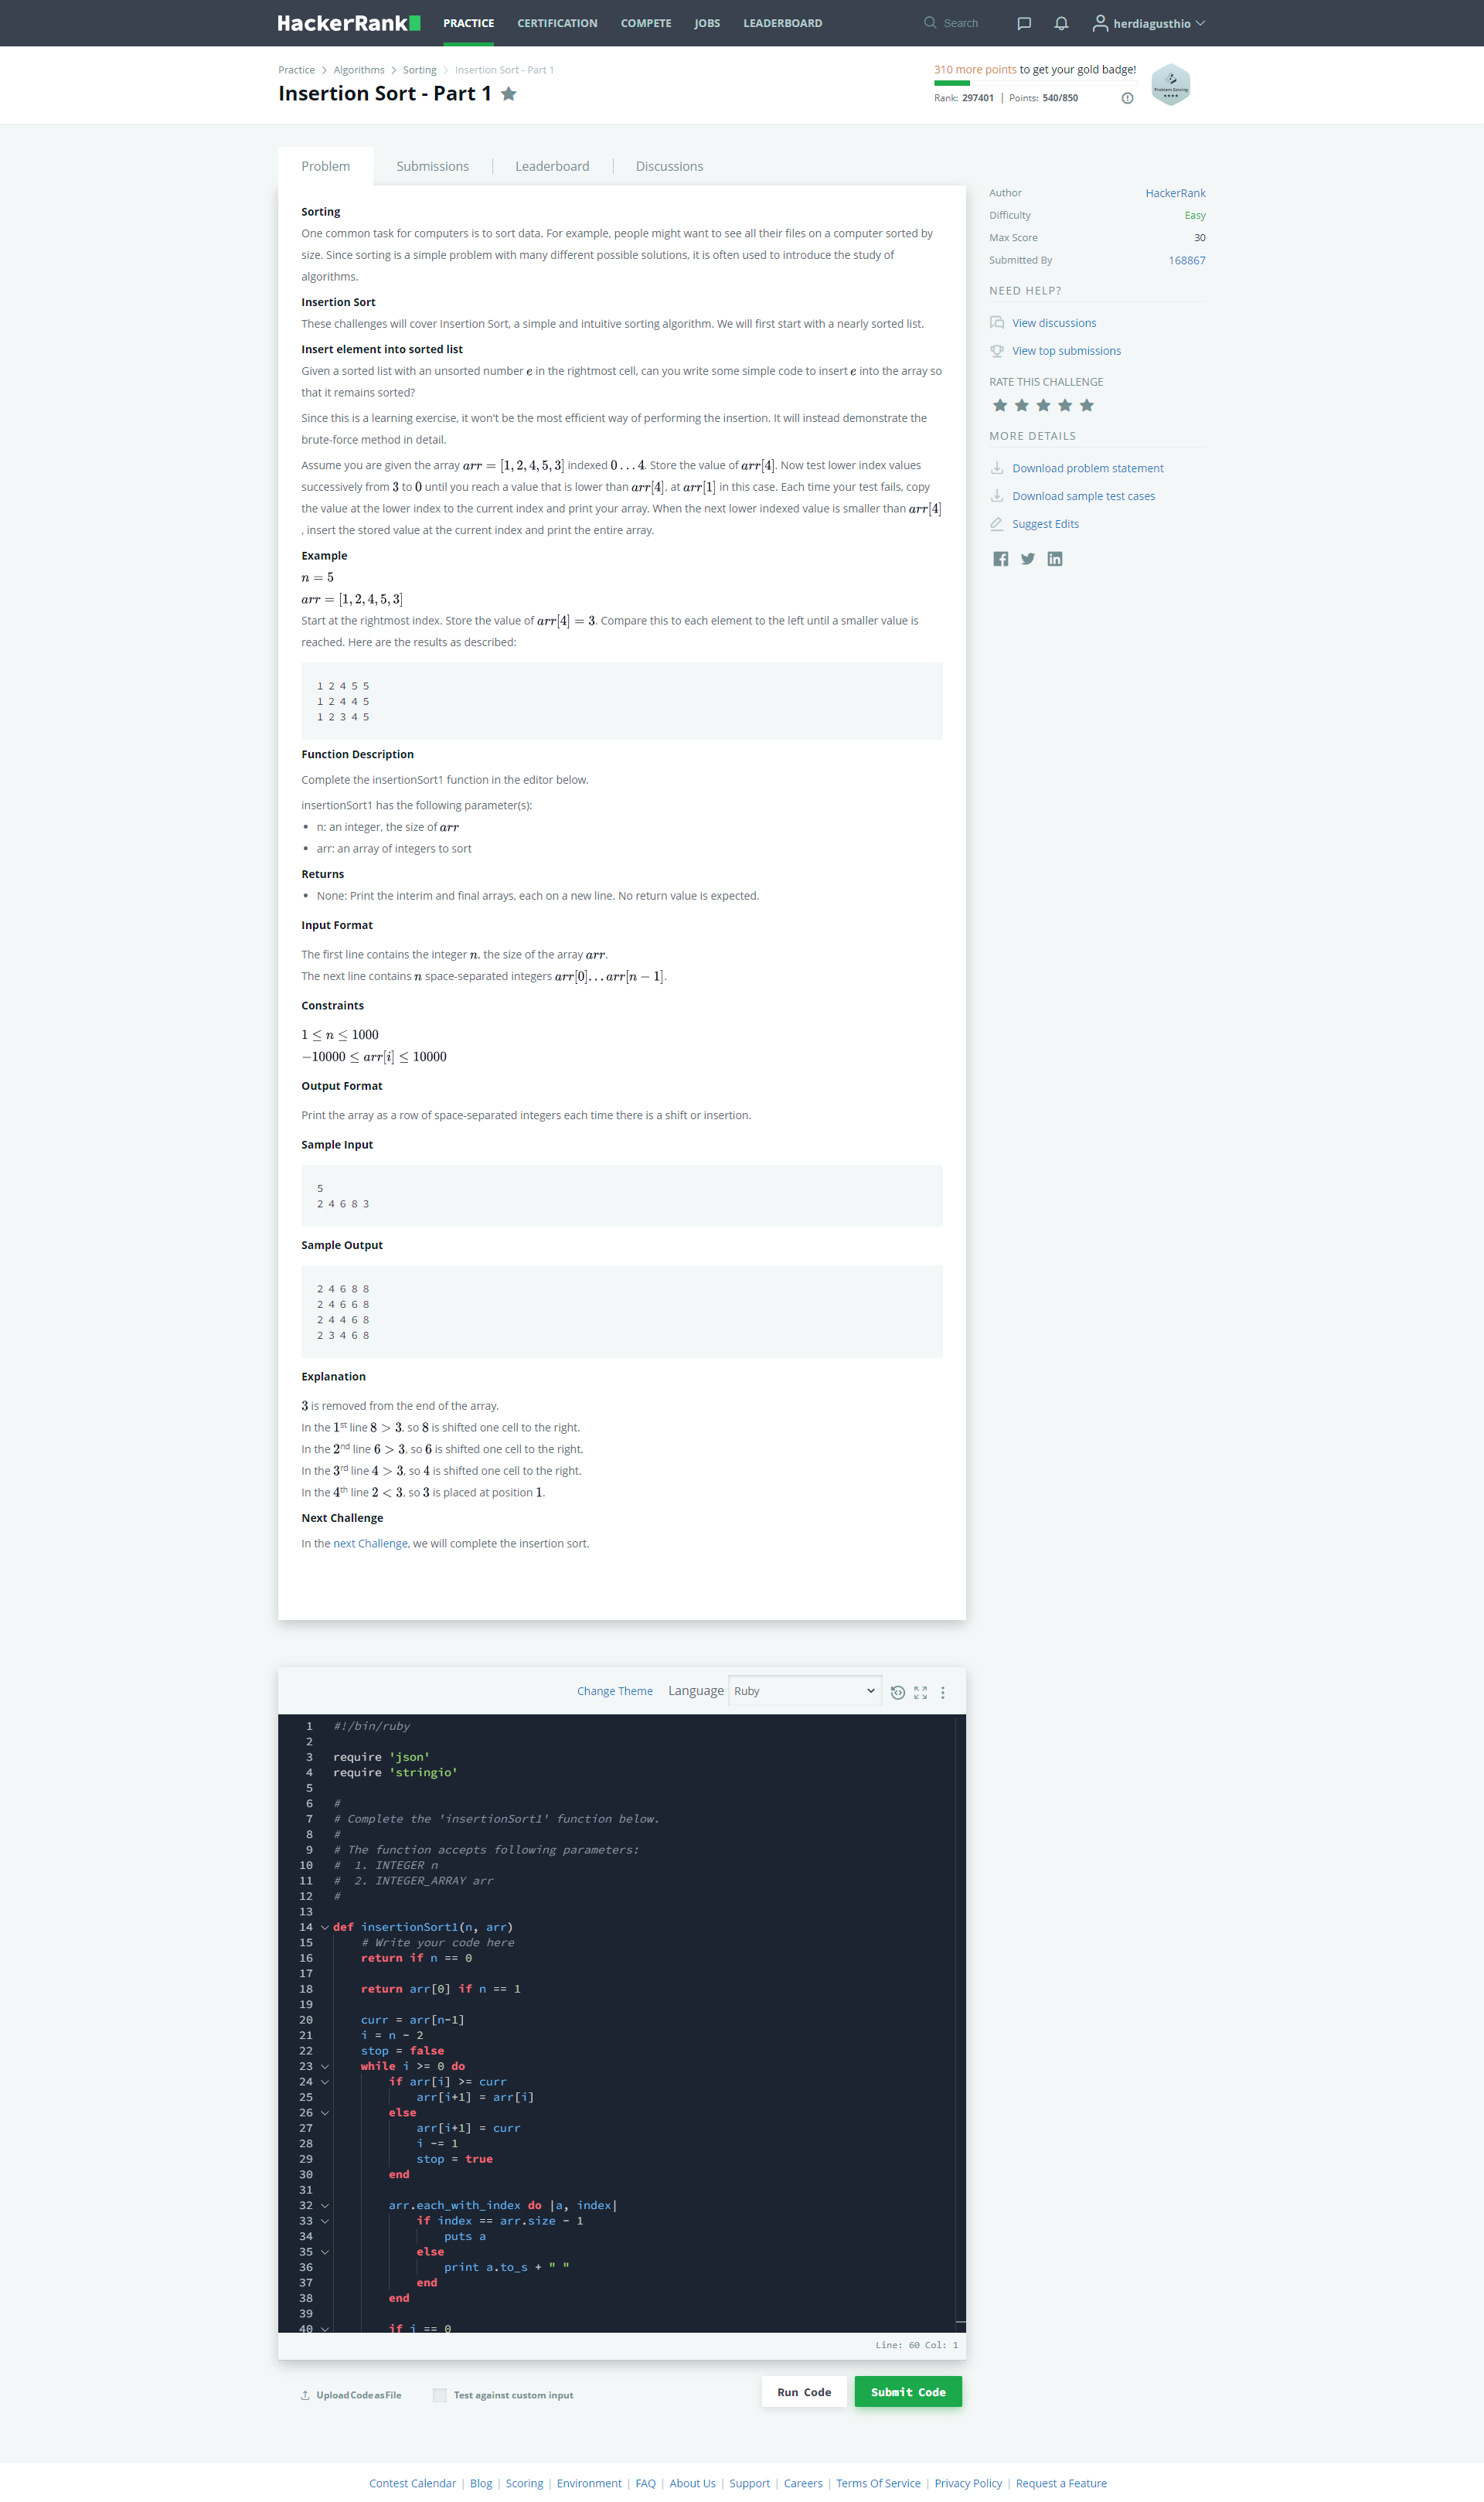 HackerRank PRACTICE CERTIFICATION COMPETE JOBS LEADERBOARD Search herdiagusthio
Practice > Algorithms > Sorting > Insertion Sort - Part 1
Insertion Sort - Part 1
310 more points to get your gold badge!
Rank: 297401 | Points: 540/850
Problem Solving
Problem Submissions Leaderboard Discussions
Sorting
One common task for computers is to sort data. For example, people might want to see all their files on a computer sorted by
size. Since sorting is a simple problem with many different possible solutions, it is often used to introduce the study of
algorithms.
Insertion Sort
These challenges will cover Insertion Sort, a simple and intuitive sorting algorithm. We will first start with a nearly sorted list.
Insert element into sorted list
Given a sorted list with an unsorted number e in the rightmost cell, can you write some simple code to insert e into the array so
that it remains sorted?
Since this is a learning exercise, it won't be the most efficient way of performing the insertion. It will instead demonstrate the
brute-force method in detail.
Assume you are given the array arr = [1, 2, 4, 5, 3] indexed 0 . . . 4. Store the value of arr[4]. Now test lower index values
successively from 3 to 0 until you reach a value that is lower than arr[4], at arr[1] in this case. Each time your test fails, copy
the value at the lower index to the current index and print your array. When the next lower indexed value is smaller than arr[4]
, insert the stored value at the current index and print the entire array.
Example
n = 5
arr = [1, 2, 4, 5, 3]
Start at the rightmost index. Store the value of arr[4] = 3. Compare this to each element to the left until a smaller value is
reached. Here are the results as described:
1 2 4 5 5
1 2 4 4 5
1 2 3 4 5
Function Description
Complete the insertionSort1 function in the editor below.
insertionSort1 has the following parameter(s):
• n: an integer, the size of arr
• arr: an array of integers to sort
Returns
• None: Print the interim and final arrays, each on a new line. No return value is expected.
Input Format
The first line contains the integer n, the size of the array arr.
The next line contains n space-separated integers arr[0]. . . arr[n − 1].
Constraints
1 ≤ n ≤ 1000
−10000 ≤ arr[i] ≤ 10000
Output Format
Print the array as a row of space-separated integers each time there is a shift or insertion.
Sample Input
5
2 4 6 8 3
Sample Output
2 4 6 8 8
2 4 6 6 8
2 4 4 6 8
2 3 4 6 8
Explanation
3 is removed from the end of the array.
In the 1st line 8 > 3, so 8 is shifted one cell to the right.
In the 2nd line 6 > 3, so 6 is shifted one cell to the right.
In the 3rd line 4 > 3, so 4 is shifted one cell to the right.
In the 4th line 2 < 3, so 3 is placed at position 1.
Next Challenge
In the next Challenge, we will complete the insertion sort.
Author HackerRank
Difficulty Easy
Max Score 30
Submitted By 168867
NEED HELP?
View discussions
View top submissions
RATE THIS CHALLENGE
MORE DETAILS
Download problem statement
Download sample test cases
Suggest Edits
Change Theme Language Ruby
1 #!/bin/ruby
2
3 require 'json'
4 require 'stringio'
5
6 #
7 # Complete the 'insertionSort1' function below.
8 #
9 # The function accepts following parameters:
10 #  1. INTEGER n
11 #  2. INTEGER_ARRAY arr
12 #
13
14 def insertionSort1(n, arr)
15     # Write your code here
16     return if n == 0
17
18     return arr[0] if n == 1
19
20     curr = arr[n-1]
21     i = n - 2
22     stop = false
23     while i >= 0 do
24         if arr[i] >= curr
25             arr[i+1] = arr[i]
26         else
27             arr[i+1] = curr
28             i -= 1
29             stop = true
30         end
31
32         arr.each_with_index do |a, index|
33             if index == arr.size - 1
34                 puts a
35             else
36                 print a.to_s + " "
37             end
38         end
39
40         if i == 0
Line: 60 Col: 1
Upload Code as File Test against custom input Run Code Submit Code
Contest Calendar | Blog | Scoring | Environment | FAQ | About Us | Support | Careers | Terms Of Service | Privacy Policy | Request a Feature